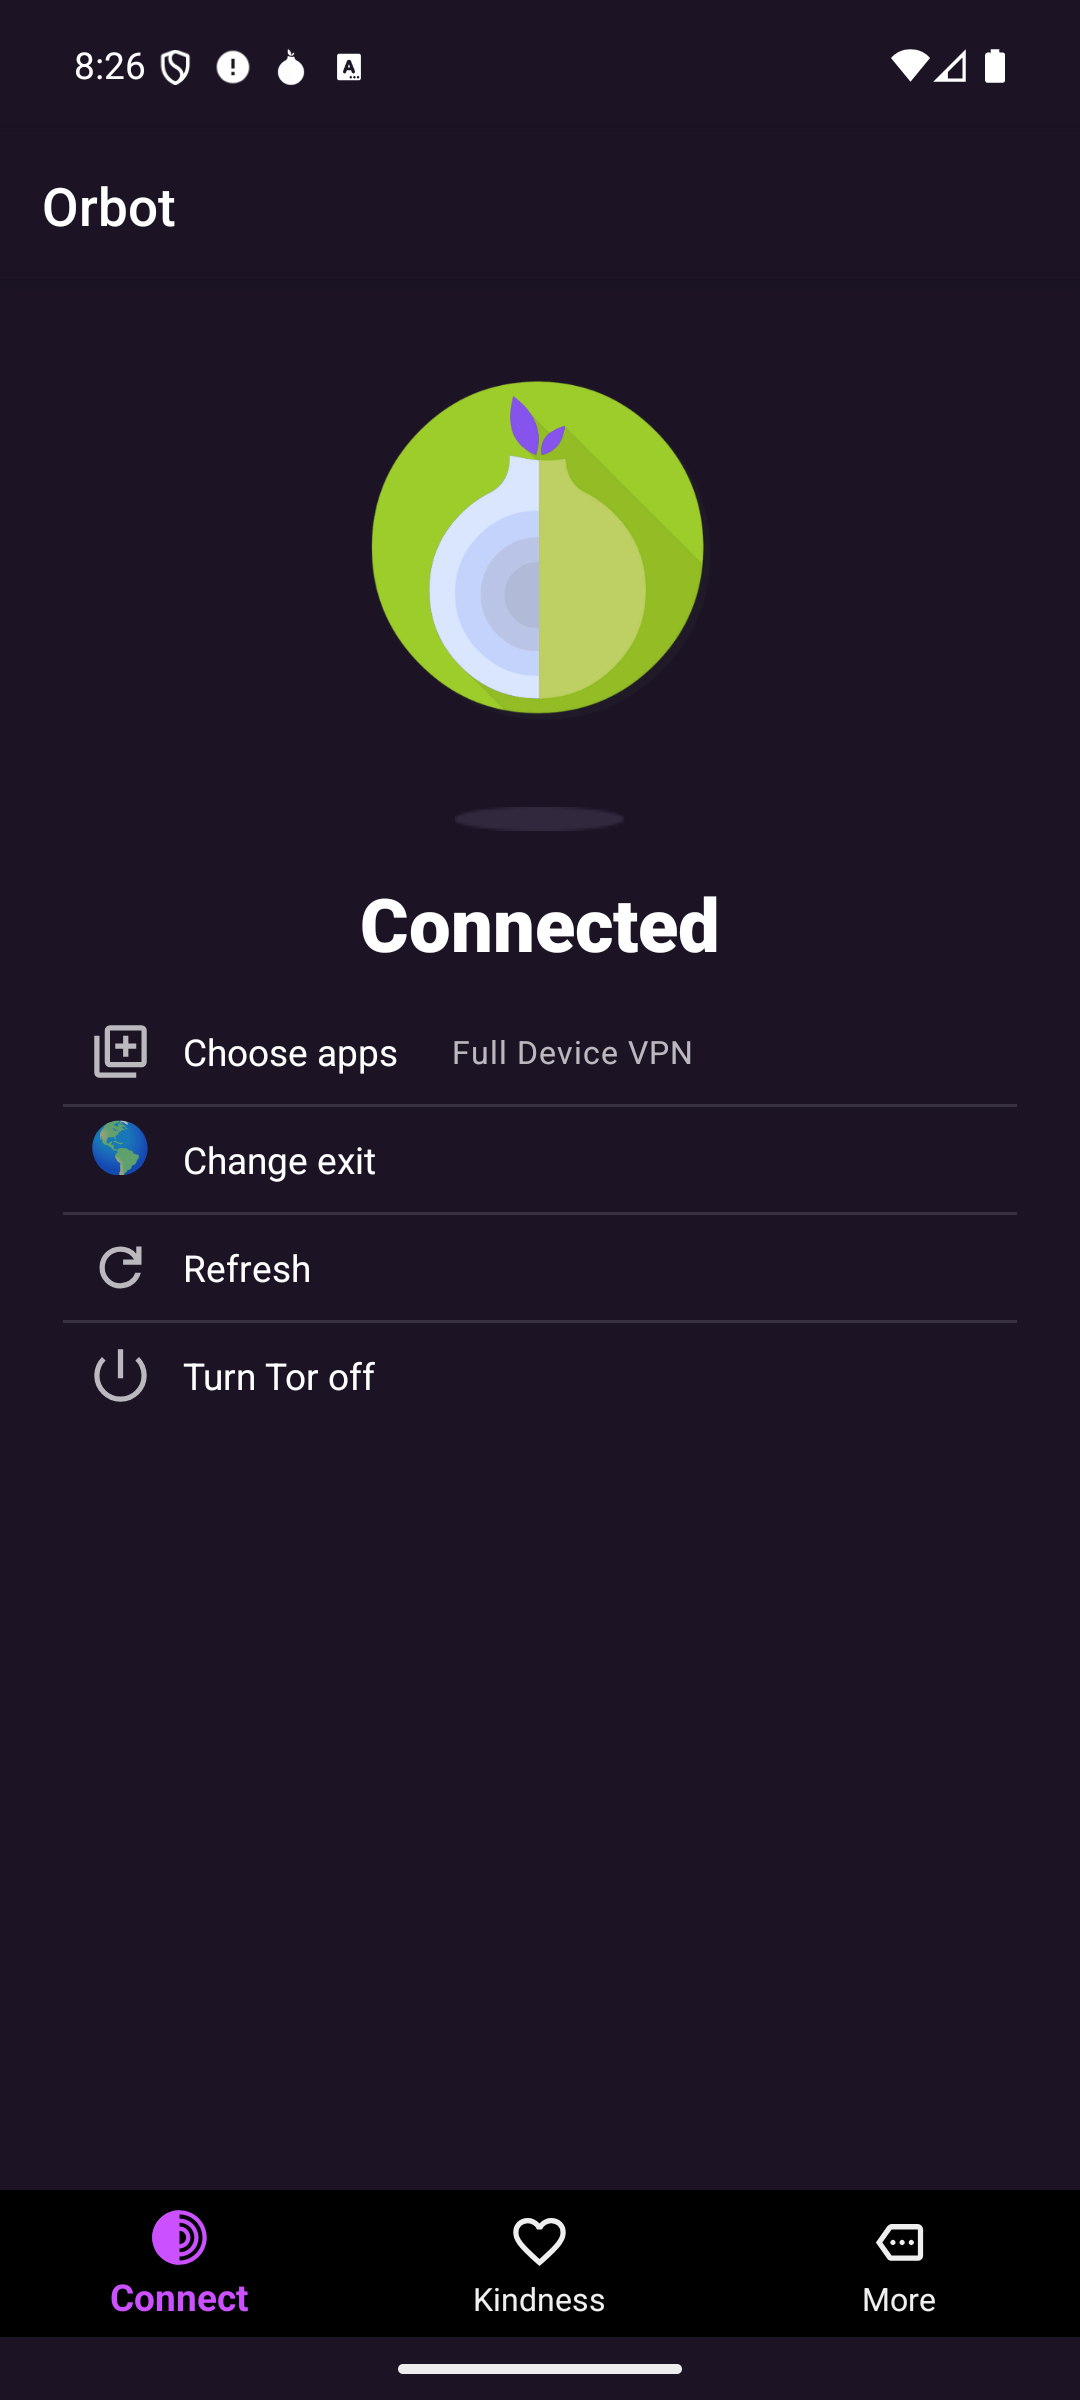 8:26
Orbot
Connected
Choose apps Full Device VPN
Change exit
Refresh
Turn Tor off
Connect Kindness More